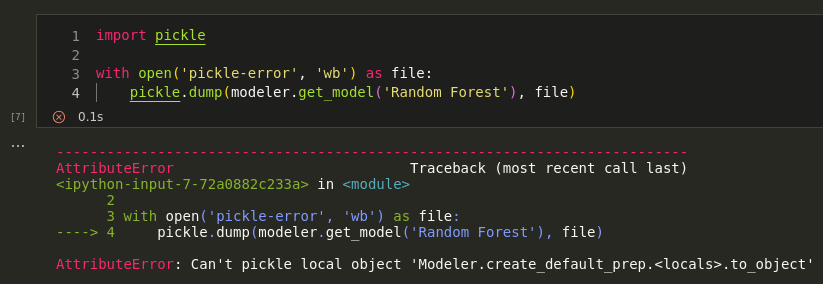 1 import pickle
2
3 with open('pickle-error', 'wb') as file:
4     pickle.dump(modeler.get_model('Random Forest'), file)
[7] 0.1s
...
---------------------------------------------------------------------------
AttributeError                            Traceback (most recent call last)
<ipython-input-7-72a0882c233a> in <module>
      2
      3 with open('pickle-error', 'wb') as file:
----> 4     pickle.dump(modeler.get_model('Random Forest'), file)
AttributeError: Can't pickle local object 'Modeler.create_default_prep.<locals>.to_object'